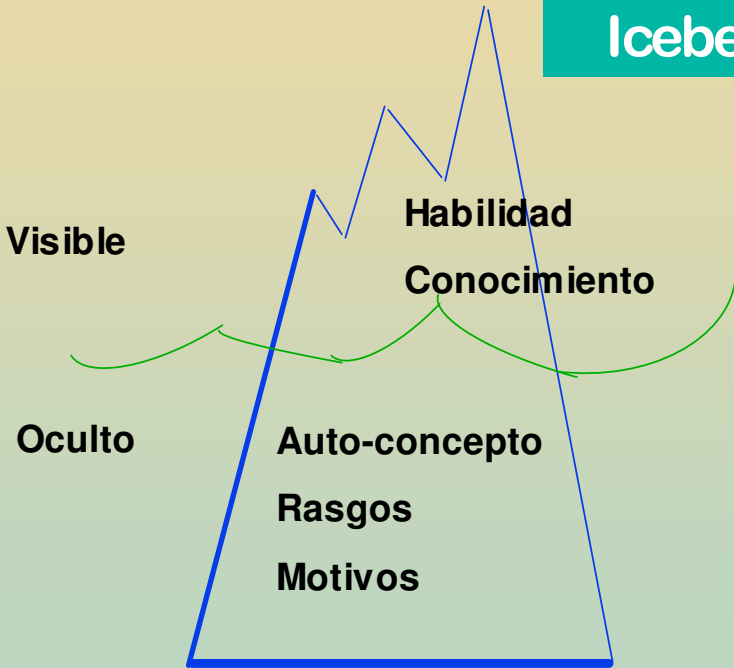 Icebe
Visible
Habilidad
Conocimiento
Oculto
Auto-concepto
Rasgos
Motivos